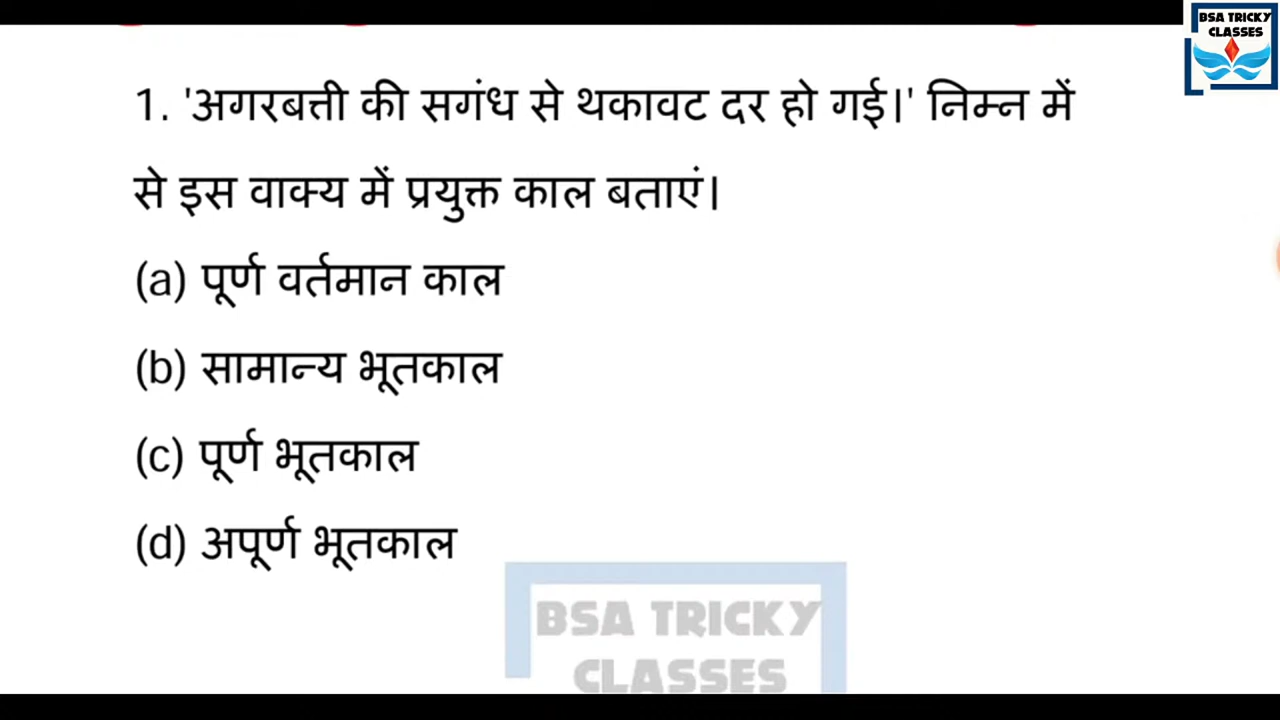 BSA TRICKY
CLASSES
1. 'अगरबत्ती की सगंध से थकावट दर हो गई।' निम्न में
से इस वाक्य में प्रयुक्त काल बताएं।
(a) पूर्ण वर्तमान काल
(b) सामान्य भूतकाल
(c) पूर्ण भूतकाल
(d) अपूर्ण भूतकाल
BSA TRICKY
CLASSES